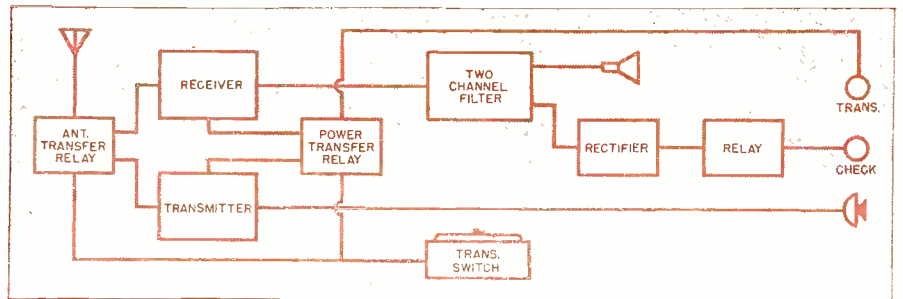 RECEIVER
TWO
CHANNEL
FILTER
TRANS.
ANT.
TRANSFER
RELAY
POWER
TRANSFER
RELAY
RECTIFIER
RELAY
CHECK
TRANSMITTER
TRANS.
SWITCH